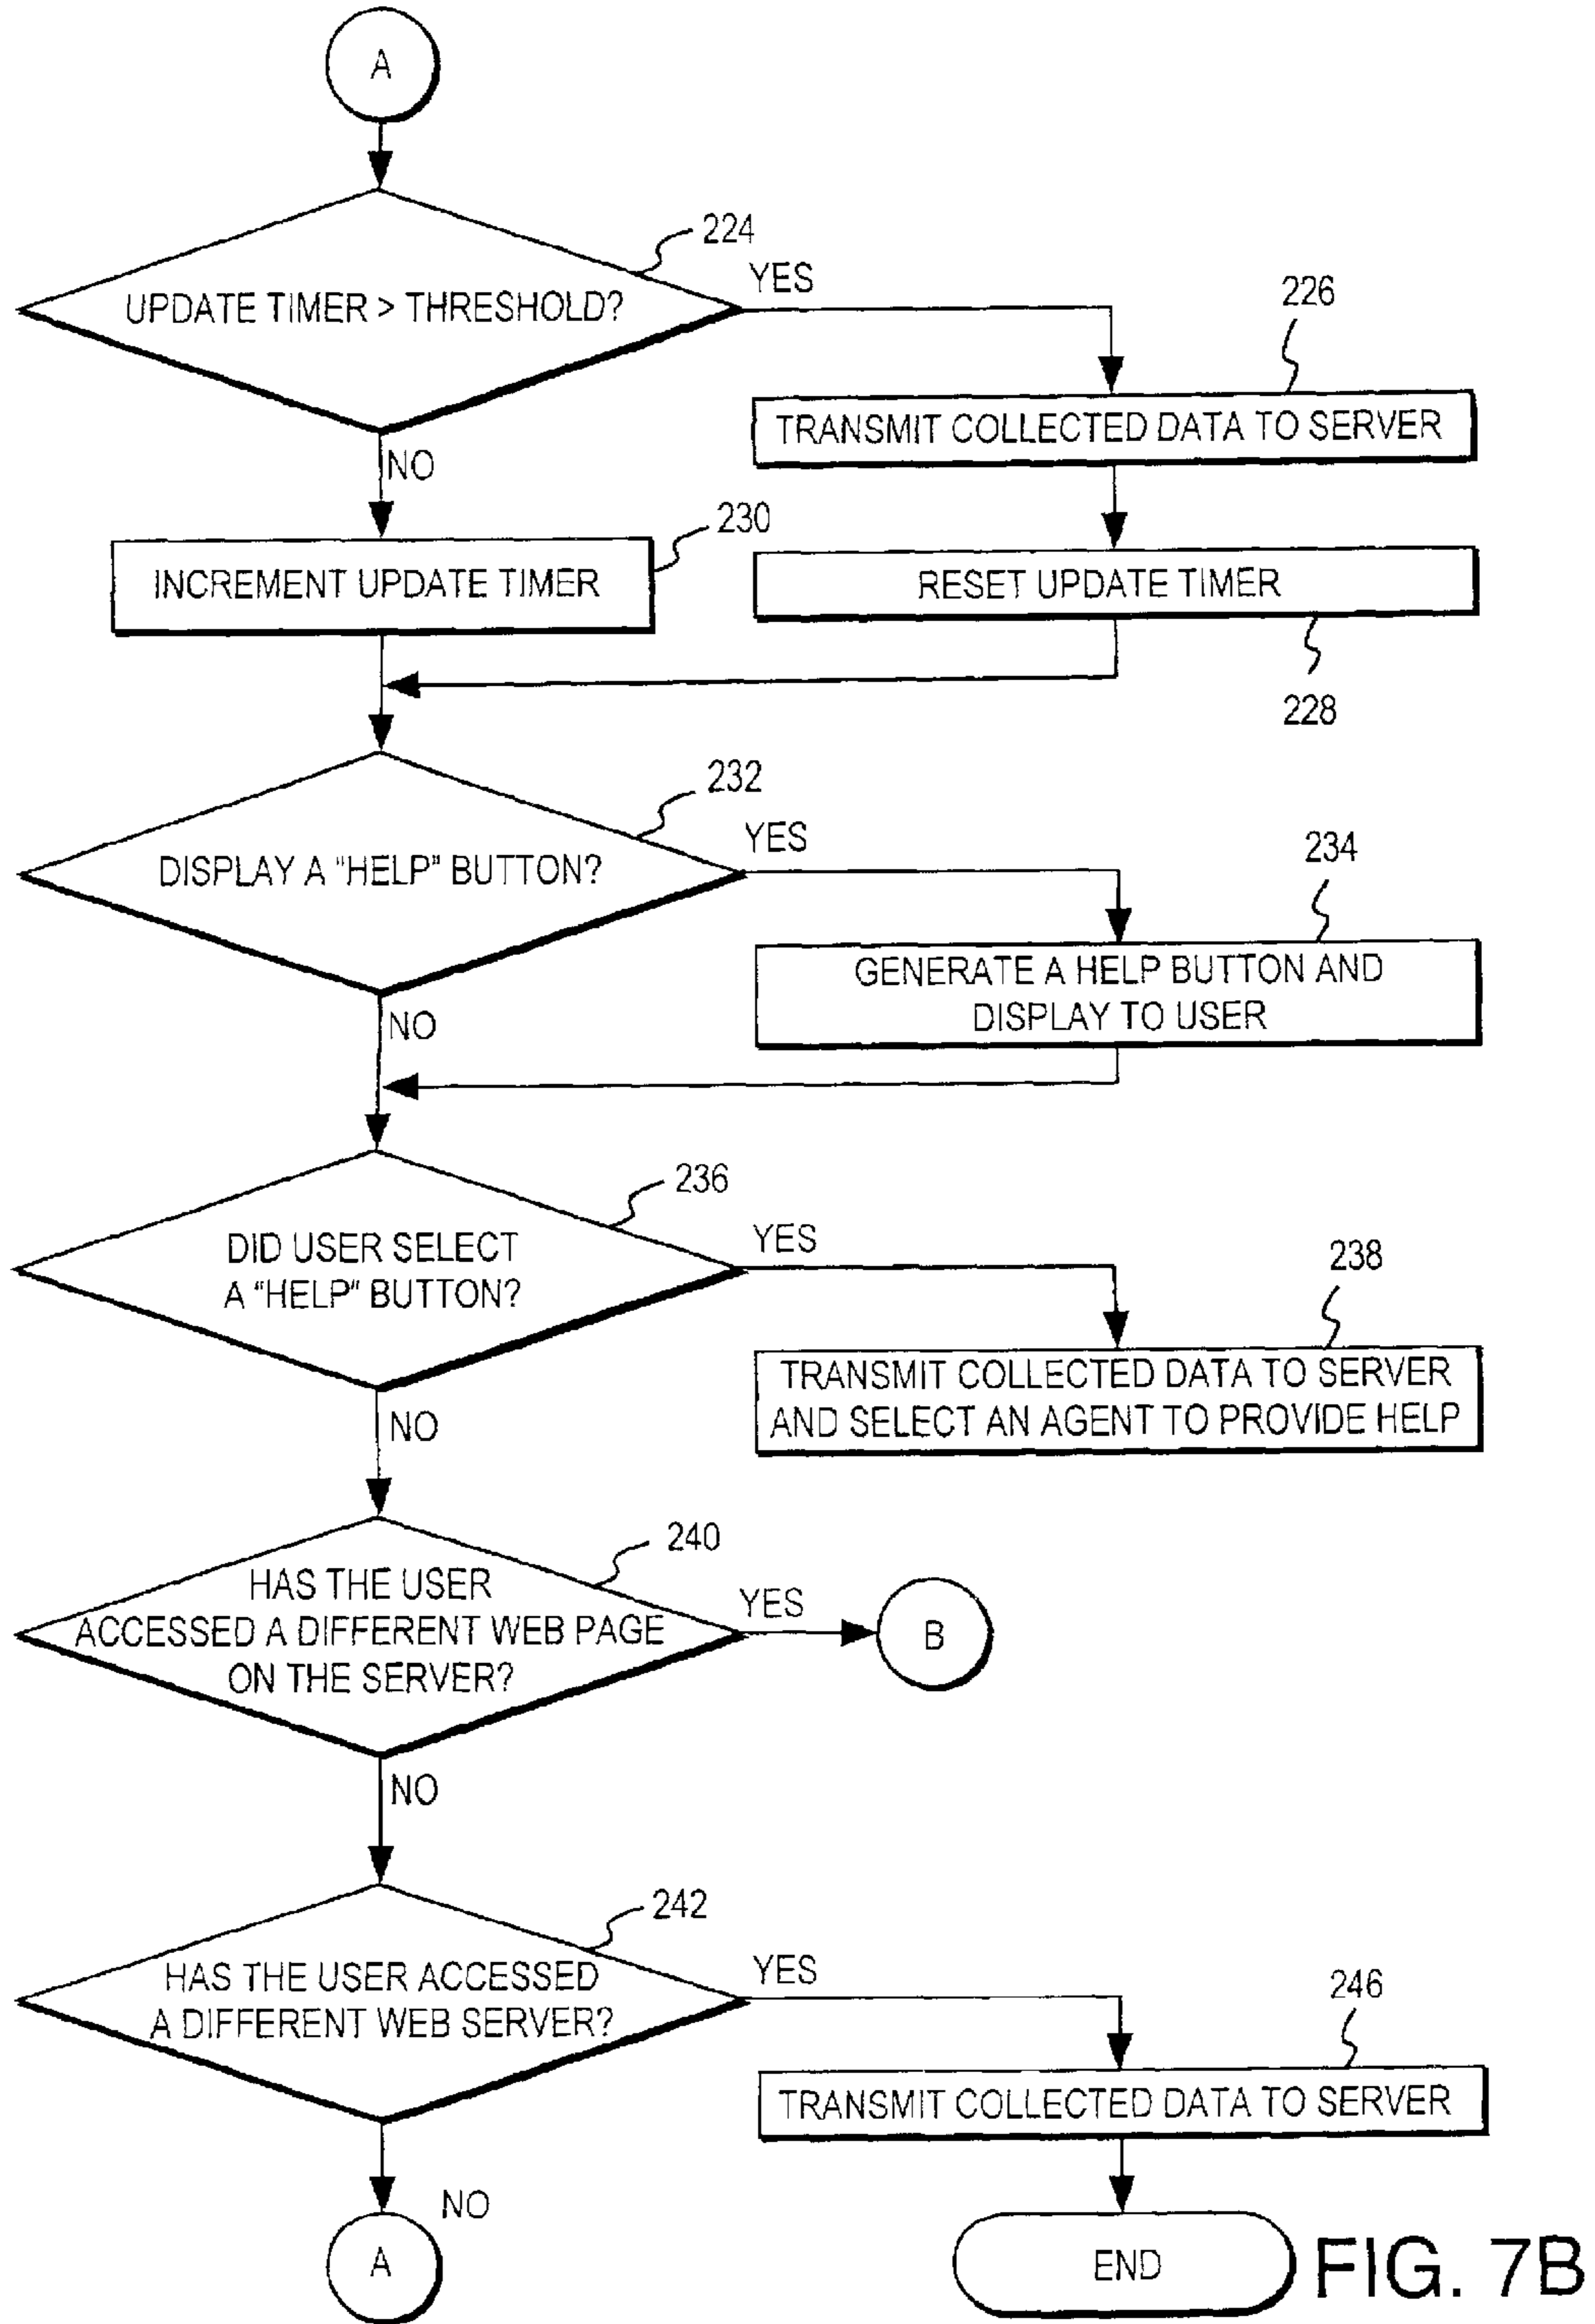 A
224
UPDATE TIMER > THRESHOLD?
YES
226
TRANSMIT COLLECTED DATA TO SERVER
NO
230
INCREMENT UPDATE TIMER
RESET UPDATE TIMER
228
232
DISPLAY A "HELP" BUTTON?
YES
234
GENERATE A HELP BUTTON AND
DISPLAY TO USER
NO
236
DID USER SELECT
A "HELP" BUTTON?
YES
238
TRANSMIT COLLECTED DATA TO SERVER
AND SELECT AN AGENT TO PROVIDE HELP
NO
240
HAS THE USER
ACCESSED A DIFFERENT WEB PAGE
ON THE SERVER?
YES
B
NO
242
HAS THE USER ACCESSED
A DIFFERENT WEB SERVER?
YES
246
TRANSMIT COLLECTED DATA TO SERVER
NO
A
END
FIG. 7B